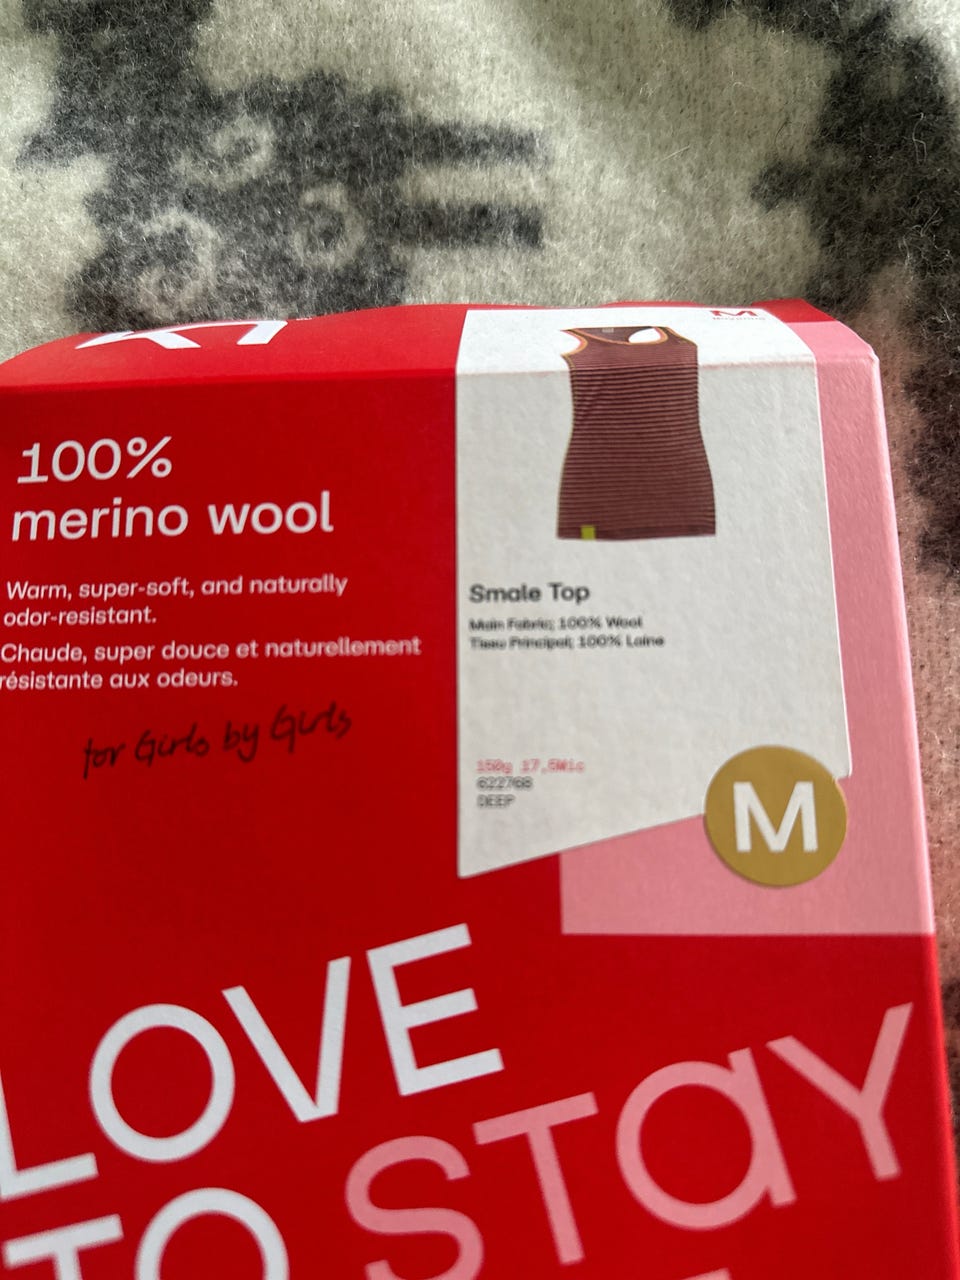 100%
merino wool
Warm, super-soft, and naturally
odor-resistant.
Chaude, super douce et naturellement
résistante aux odeurs.
for Girls by Girls
M
Smale Top
Main Fabric; 100% Wool
Tissu Principal; 100% Laine
150g 17,5Mic
622768
DEEP
M
LOVE
TO STAY